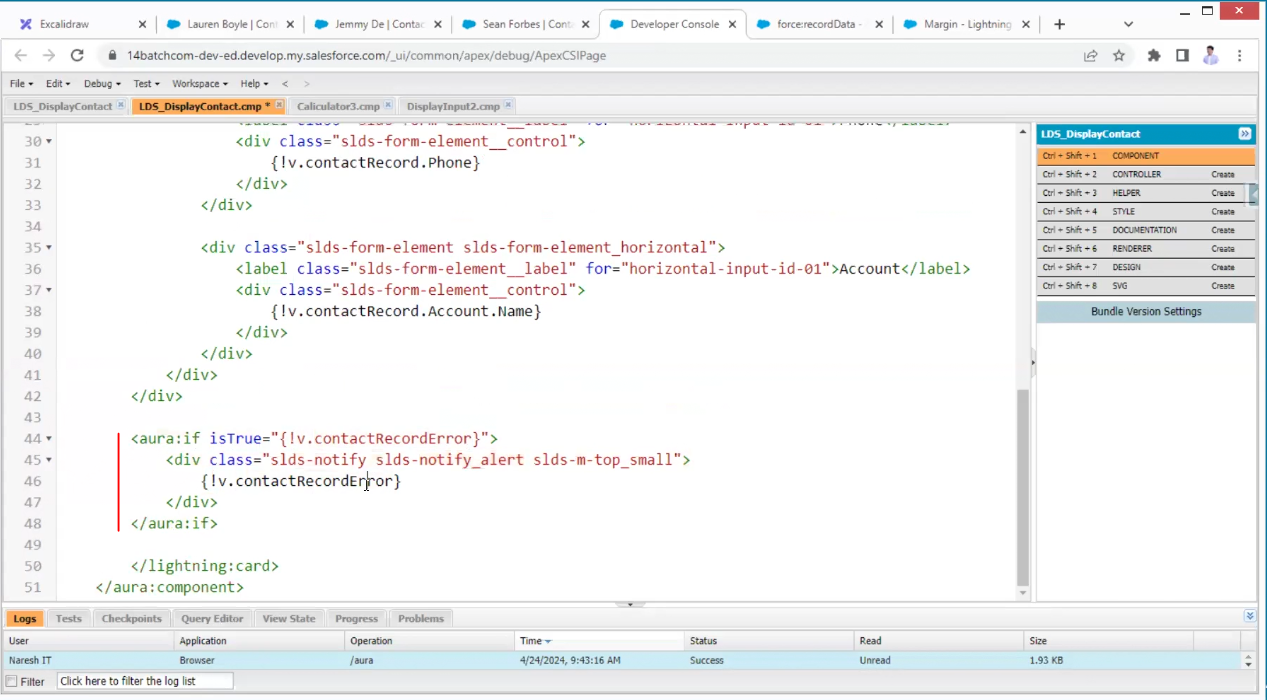 Excalidraw
Lauren Boyle | Cont
Jemmy De | Contac
Sean Forbes | Conta
Developer Console
force:recordData -
Margin - Lightning
14batchcom-dev-ed.develop.my.salesforce.com/_ui/common/apex/debug/ApexCSIPage
File Edit Debug Test Workspace Help < >
LDS_DisplayContact LDS_DisplayContact.cmp * Caliculator3.cmp DisplayInput2.cmp
30 <div class="slds-form-element__control">
31 {!v.contactRecord.Phone}
32 </div>
33 </div>
34
35 <div class="slds-form-element slds-form-element_horizontal">
36 <label class="slds-form-element__label" for="horizontal-input-id-01">Account</label>
37 <div class="slds-form-element__control">
38 {!v.contactRecord.Account.Name}
39 </div>
40 </div>
41 </div>
42 </div>
43
44 <aura:if isTrue="{!v.contactRecordError}">
45 <div class="slds-notify slds-notify_alert slds-m-top_small">
46 {!v.contactRecordError}
47 </div>
48 </aura:if>
49
50 </lightning:card>
51 </aura:component>
LDS_DisplayContact
Ctrl + Shift + 1 COMPONENT
Ctrl + Shift + 2 CONTROLLER Create
Ctrl + Shift + 3 HELPER Create
Ctrl + Shift + 4 STYLE Create
Ctrl + Shift + 5 DOCUMENTATION Create
Ctrl + Shift + 6 RENDERER Create
Ctrl + Shift + 7 DESIGN Create
Ctrl + Shift + 8 SVG Create
Bundle Version Settings
Logs Tests Checkpoints Query Editor View State Progress Problems
User Application Operation Time Status Read Size
Naresh IT Browser /aura 4/24/2024, 9:43:16 AM Success Unread 1.93 KB
Filter Click here to filter the log list